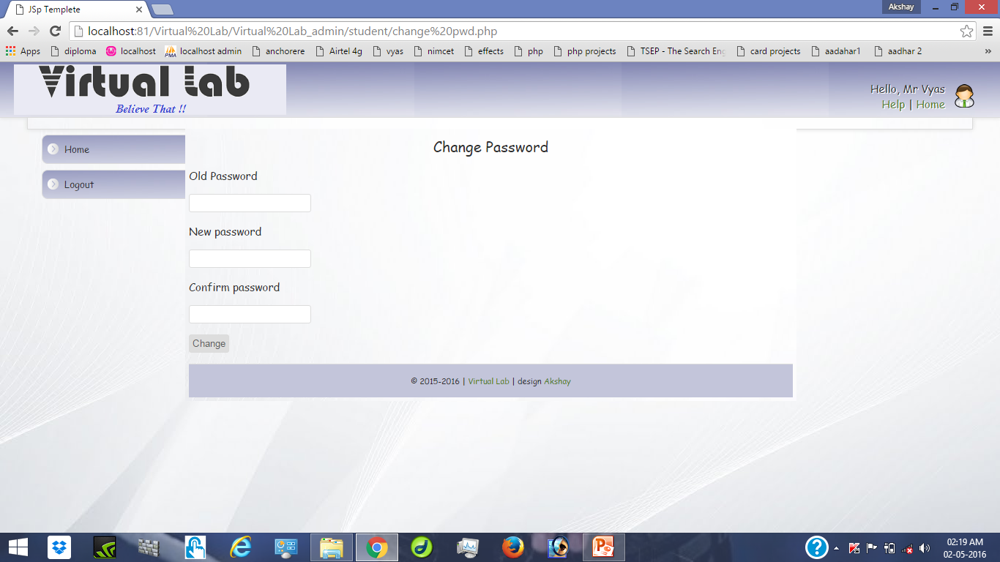 JSp Templete
Akshay
localhost:81/Virtual%20Lab/Virtual%20Lab_admin/student/change%20pwd.php
Apps diploma localhost localhost admin anchorere Airtel 4g vyas nimcet effects php php projects TSEP - The Search Eng card projects aadahar1 aadhar 2 »
Virtual Lab
Believe That !!
Hello, Mr Vyas
Help | Home
Home
Logout
Change Password
Old Password
New password
Confirm password
Change
© 2015-2016 | Virtual Lab | design Akshay
02:19 AM
02-05-2016